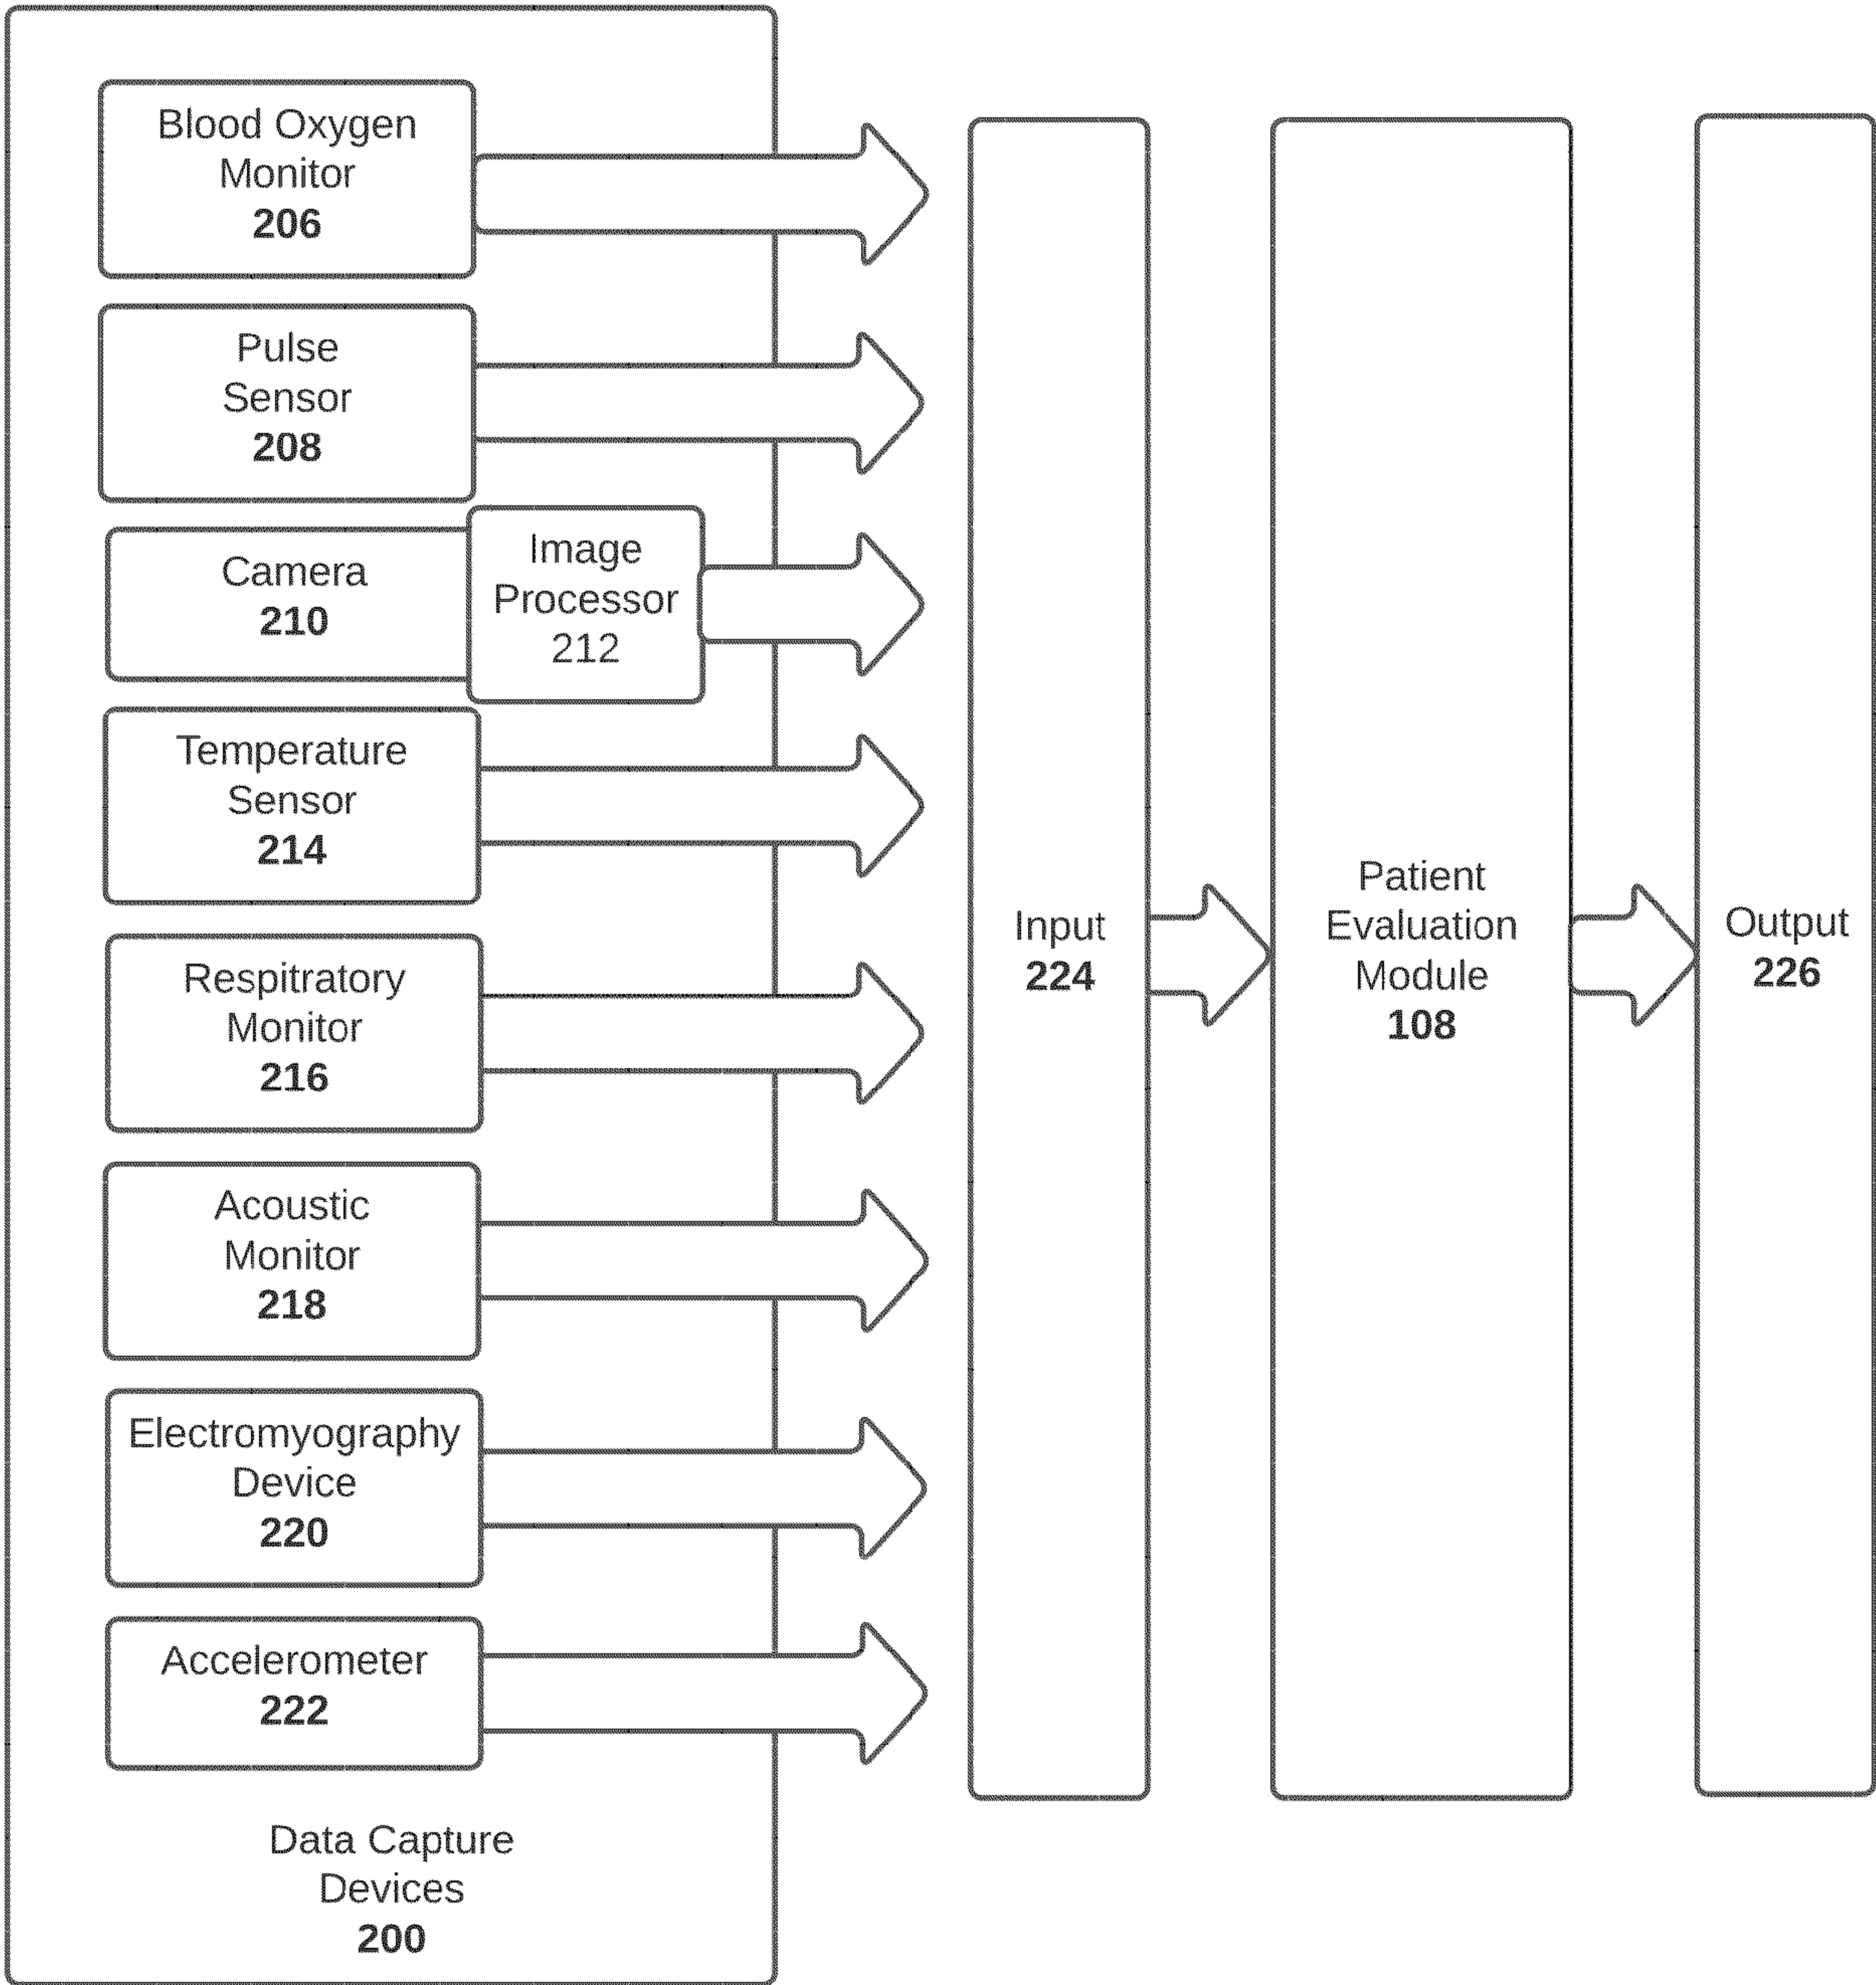 Blood Oxygen
Monitor
206
Pulse
Sensor
208
Camera
210
Image
Processor
212
Temperature
Sensor
214
Respitratory
Monitor
216
Acoustic
Monitor
218
Electromyography
Device
220
Accelerometer
222
Data Capture
Devices
200
Input
224
Patient
Evaluation
Module
108
Output
226